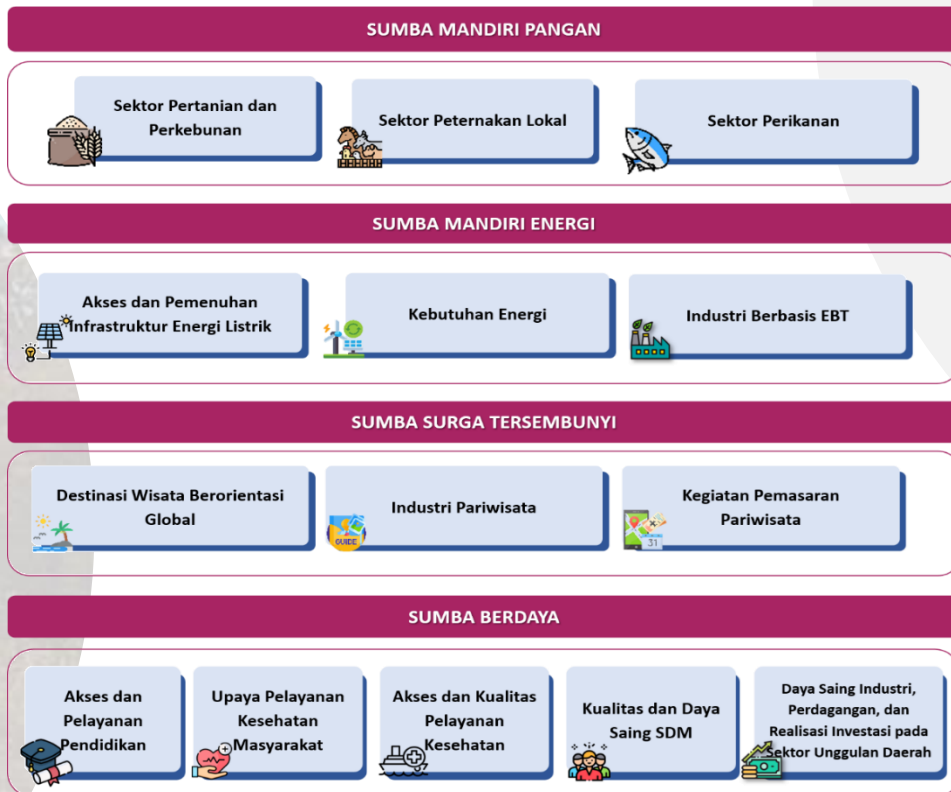 SUMBA MANDIRI PANGAN
Sektor Pertanian dan
Perkebunan
Sektor Peternakan Lokal
Sektor Perikanan
SUMBA MANDIRI ENERGI
Akses dan Pemenuhan
Infrastruktur Energi Listrik
Kebutuhan Energi
Industri Berbasis EBT
SUMBA SURGA TERSEMBUNYI
Destinasi Wisata Berorientasi
Global
Industri Pariwisata
GUIDE
Kegiatan Pemasaran
Pariwisata
31
SUMBA BERDAYA
Akses dan
Pelayanan
Pendidikan
Upaya Pelayanan
Kesehatan
Masyarakat
Akses dan Kualitas
Pelayanan
Kesehatan
Kualitas dan Daya
Saing SDM
Daya Saing Industri,
Perdagangan, dan
Realisasi Investasi pada
Sektor Unggulan Daerah